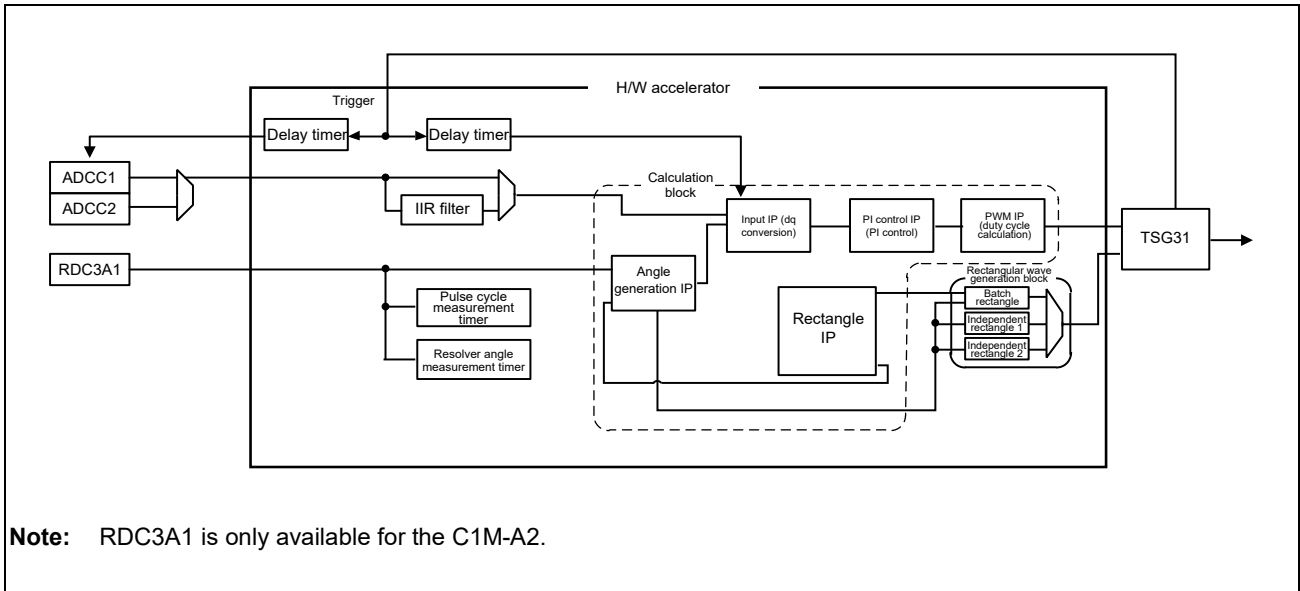 H/W accelerator
Trigger
Delay timer
Delay timer
ADCC1
ADCC2
IIR filter
Calculation
block
Input IP (dq
conversion)
PI control IP
(PI control)
PWM IP
(duty cycle
calculation)
TSG31
RDC3A1
Angle
generation IP
Pulse cycle
measurement
timer
Resolver angle
measurement timer
Rectangle
IP
Rectangular wave
generation block
Batch
rectangle
Independent
rectangle 1
Independent
rectangle 2
Note: RDC3A1 is only available for the C1M-A2.